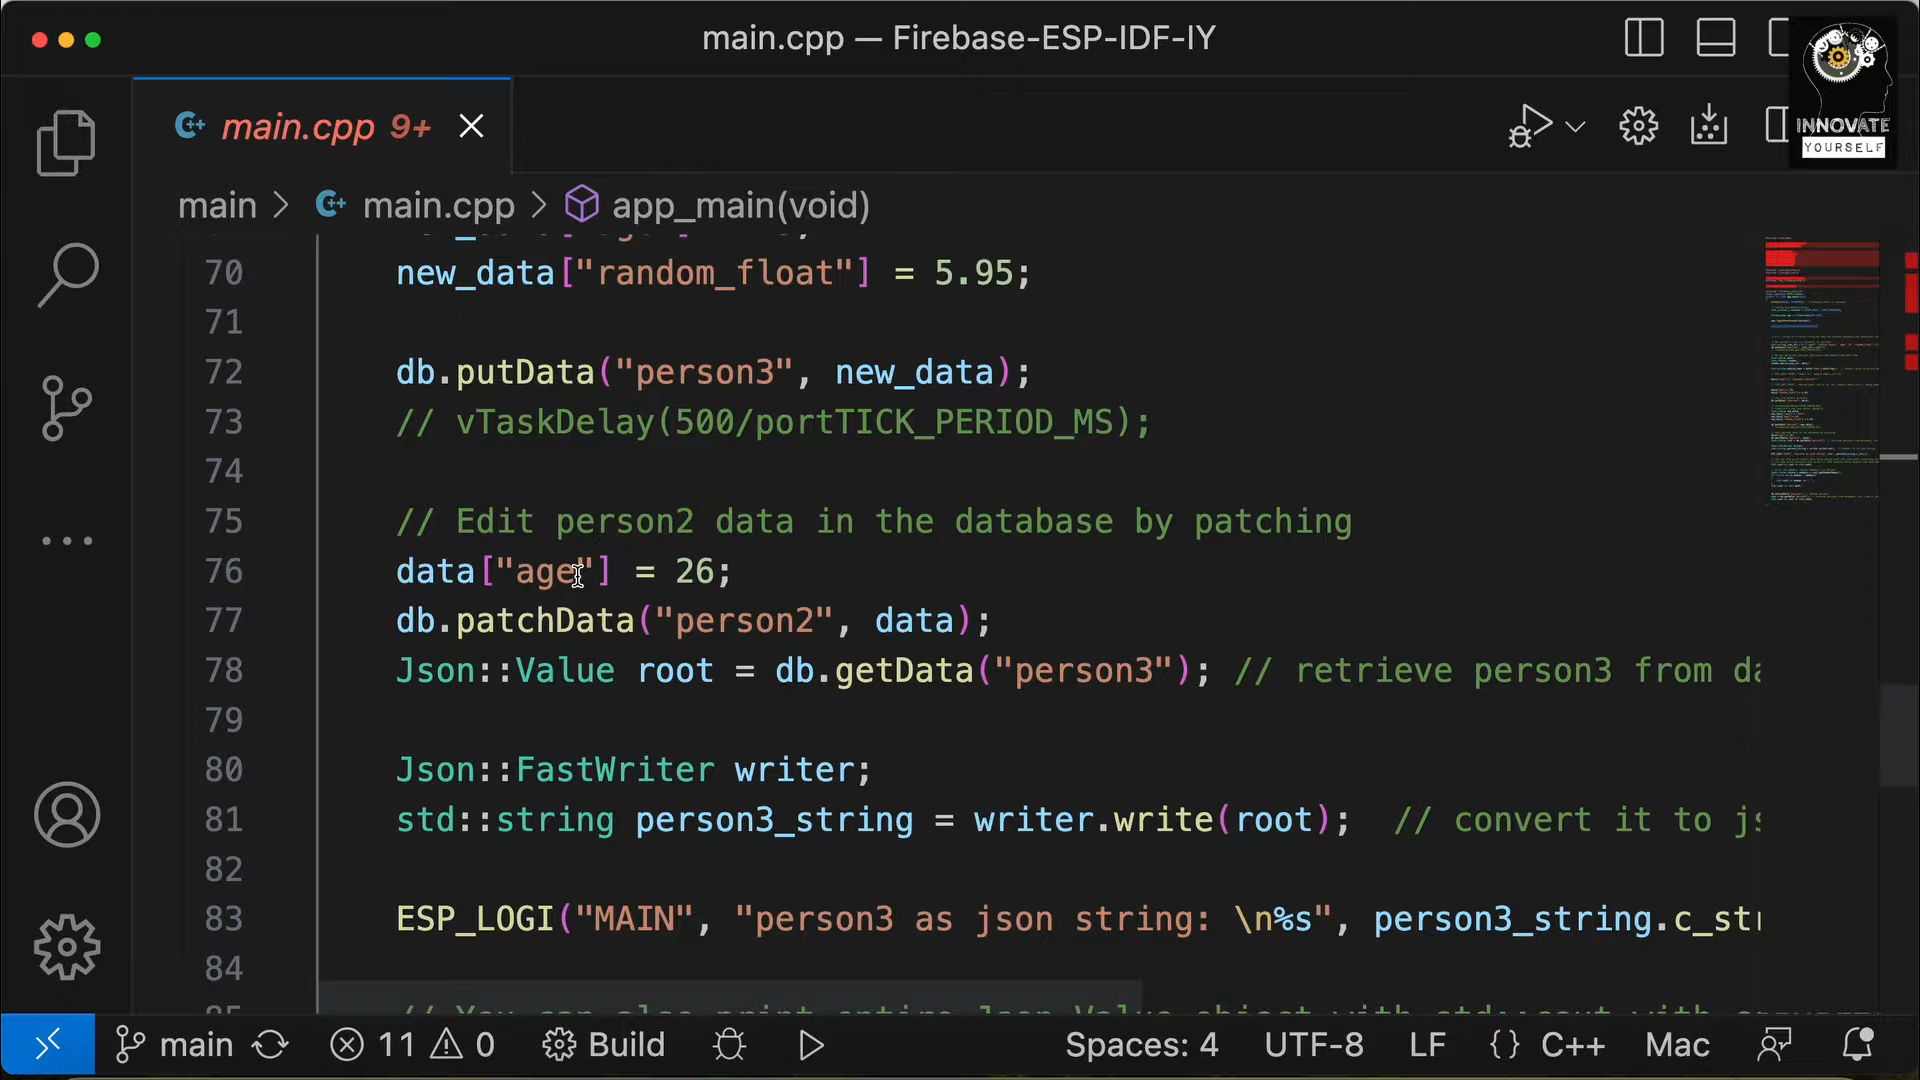 main.cpp — Firebase-ESP-IDF-IY
INNOVATE
YOURSELF
main.cpp 9+
main > main.cpp > app_main(void)
70 new_data["random_float"] = 5.95;
71
72 db.putData("person3", new_data);
73 // vTaskDelay(500/portTICK_PERIOD_MS);
74
75 // Edit person2 data in the database by patching
76 data["age"] = 26;
77 db.patchData("person2", data);
78 Json::Value root = db.getData("person3"); // retrieve person3 from da
79
80 Json::FastWriter writer;
81 std::string person3_string = writer.write(root); // convert it to js
82
83 ESP_LOGI("MAIN", "person3 as json string: \n%s", person3_string.c_str
84
main 11 0 Build Spaces: 4 UTF-8 LF {} C++ Mac